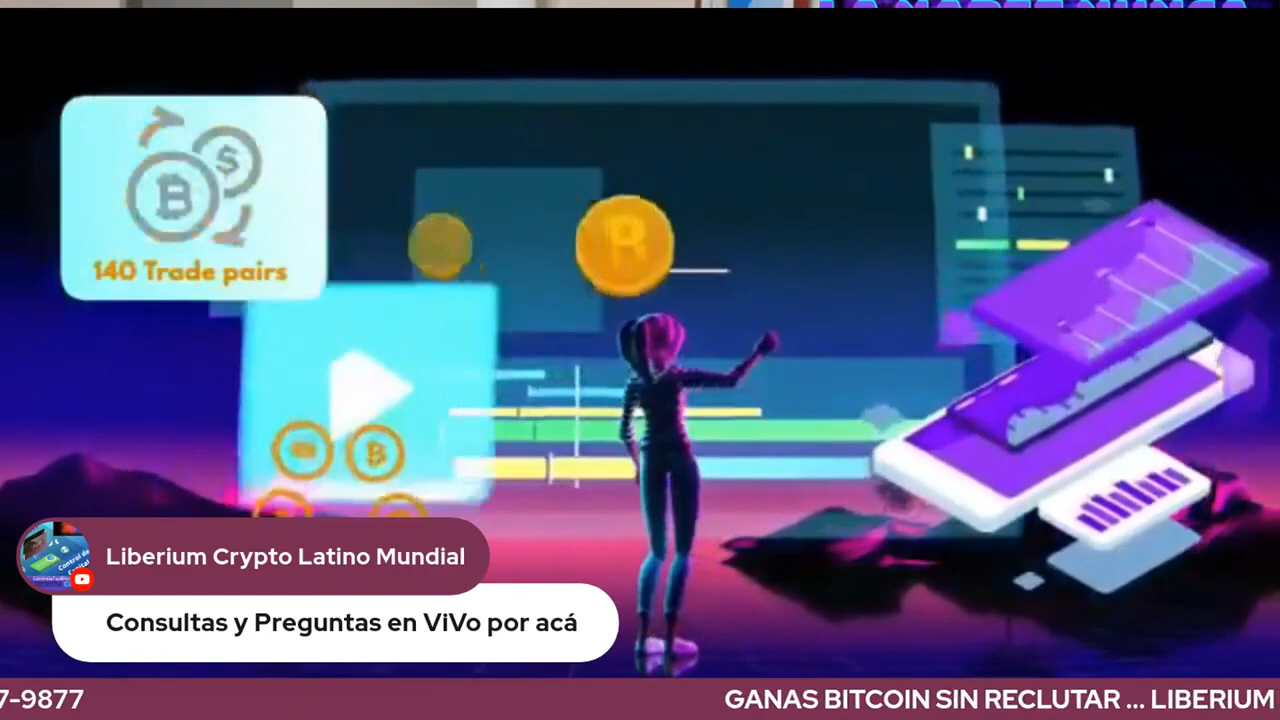 140 Trade pairs
Liberium Crypto Latino Mundial
Consultas y Preguntas en ViVo por acá
7-9877
GANAS BITCOIN SIN RECLUTAR ... LIBERIUM